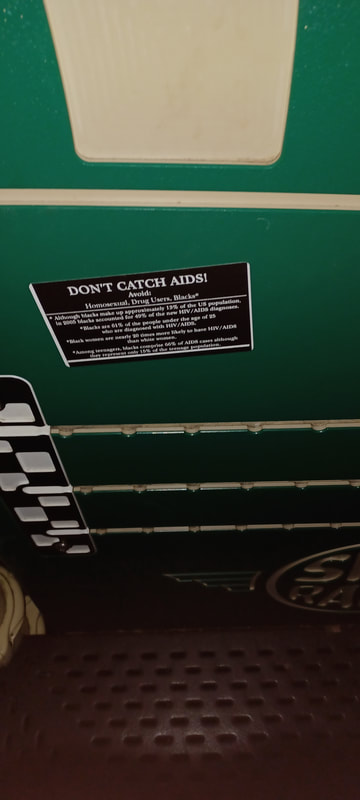 DON'T CATCH AIDS!
Avoid:
Homosexual, Drug Users, Blacks*
* Although blacks make up approximately 13% of the US population,
in 2005 blacks accounted for 49% of the new HIV/AIDS diagnoses.
*Blacks are 61% of the people under the age of 25
who are diagnosed with HIV/AIDS.
*Black women are nearly 20 times more likely to have HIV/AIDS
than white women.
*Among teenagers, blacks comprise 66% of AIDS cases although
they represent only 15% of the teenage population.